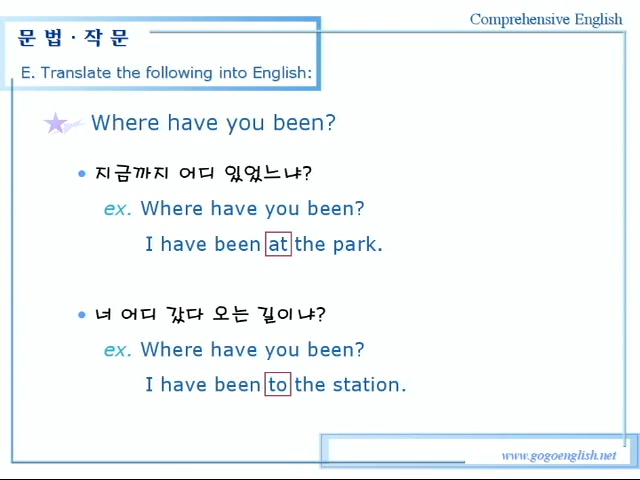 Comprehensive English
문 법 · 작 문
E. Translate the following into English:
Where have you been?
• 지금까지 어디 있었느냐?
ex. Where have you been?
I have been at the park.
• 너 어디 갔다 오는 길이냐?
ex. Where have you been?
I have been to the station.
www.gogoenglish.net